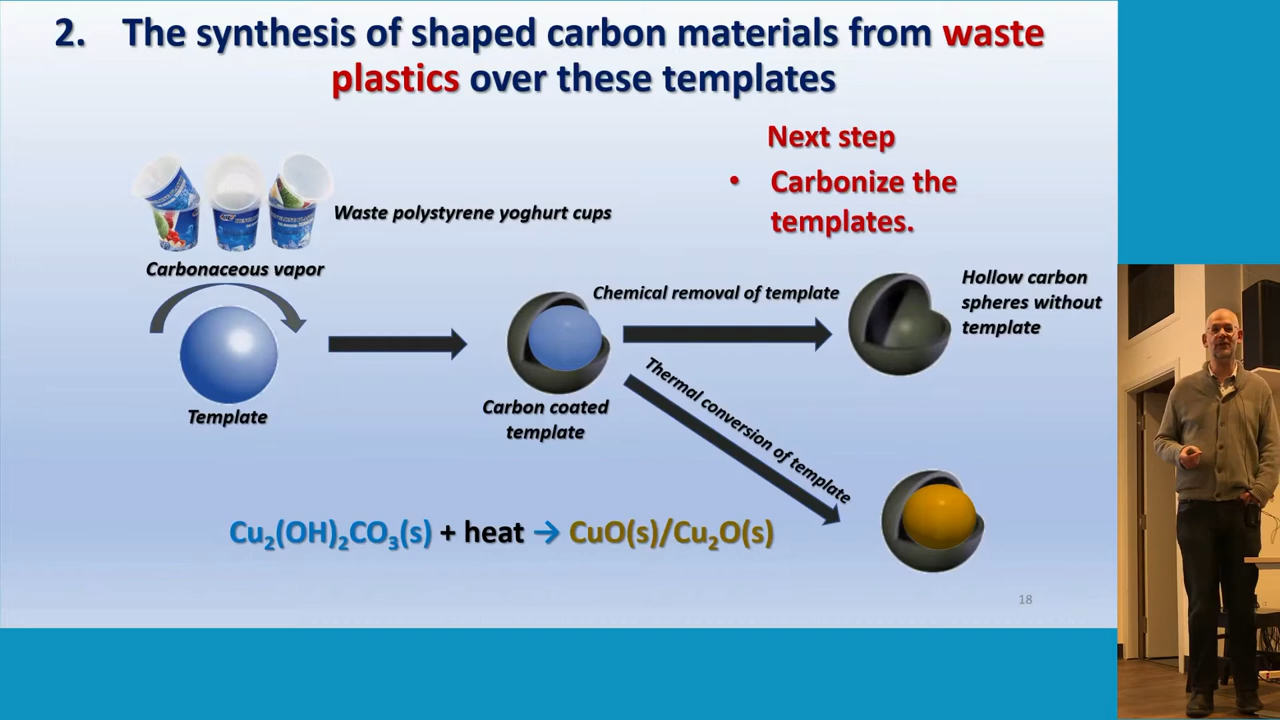 2. The synthesis of shaped carbon materials from waste
plastics over these templates
Next step
• Carbonize the
templates.
Waste polystyrene yoghurt cups
Carbonaceous vapor
Template
Carbon coated
template
Chemical removal of template
Hollow carbon
spheres without
template
Thermal conversion of template
Cu₂(OH)₂CO₃(s) + heat → CuO(s)/Cu₂O(s)
18